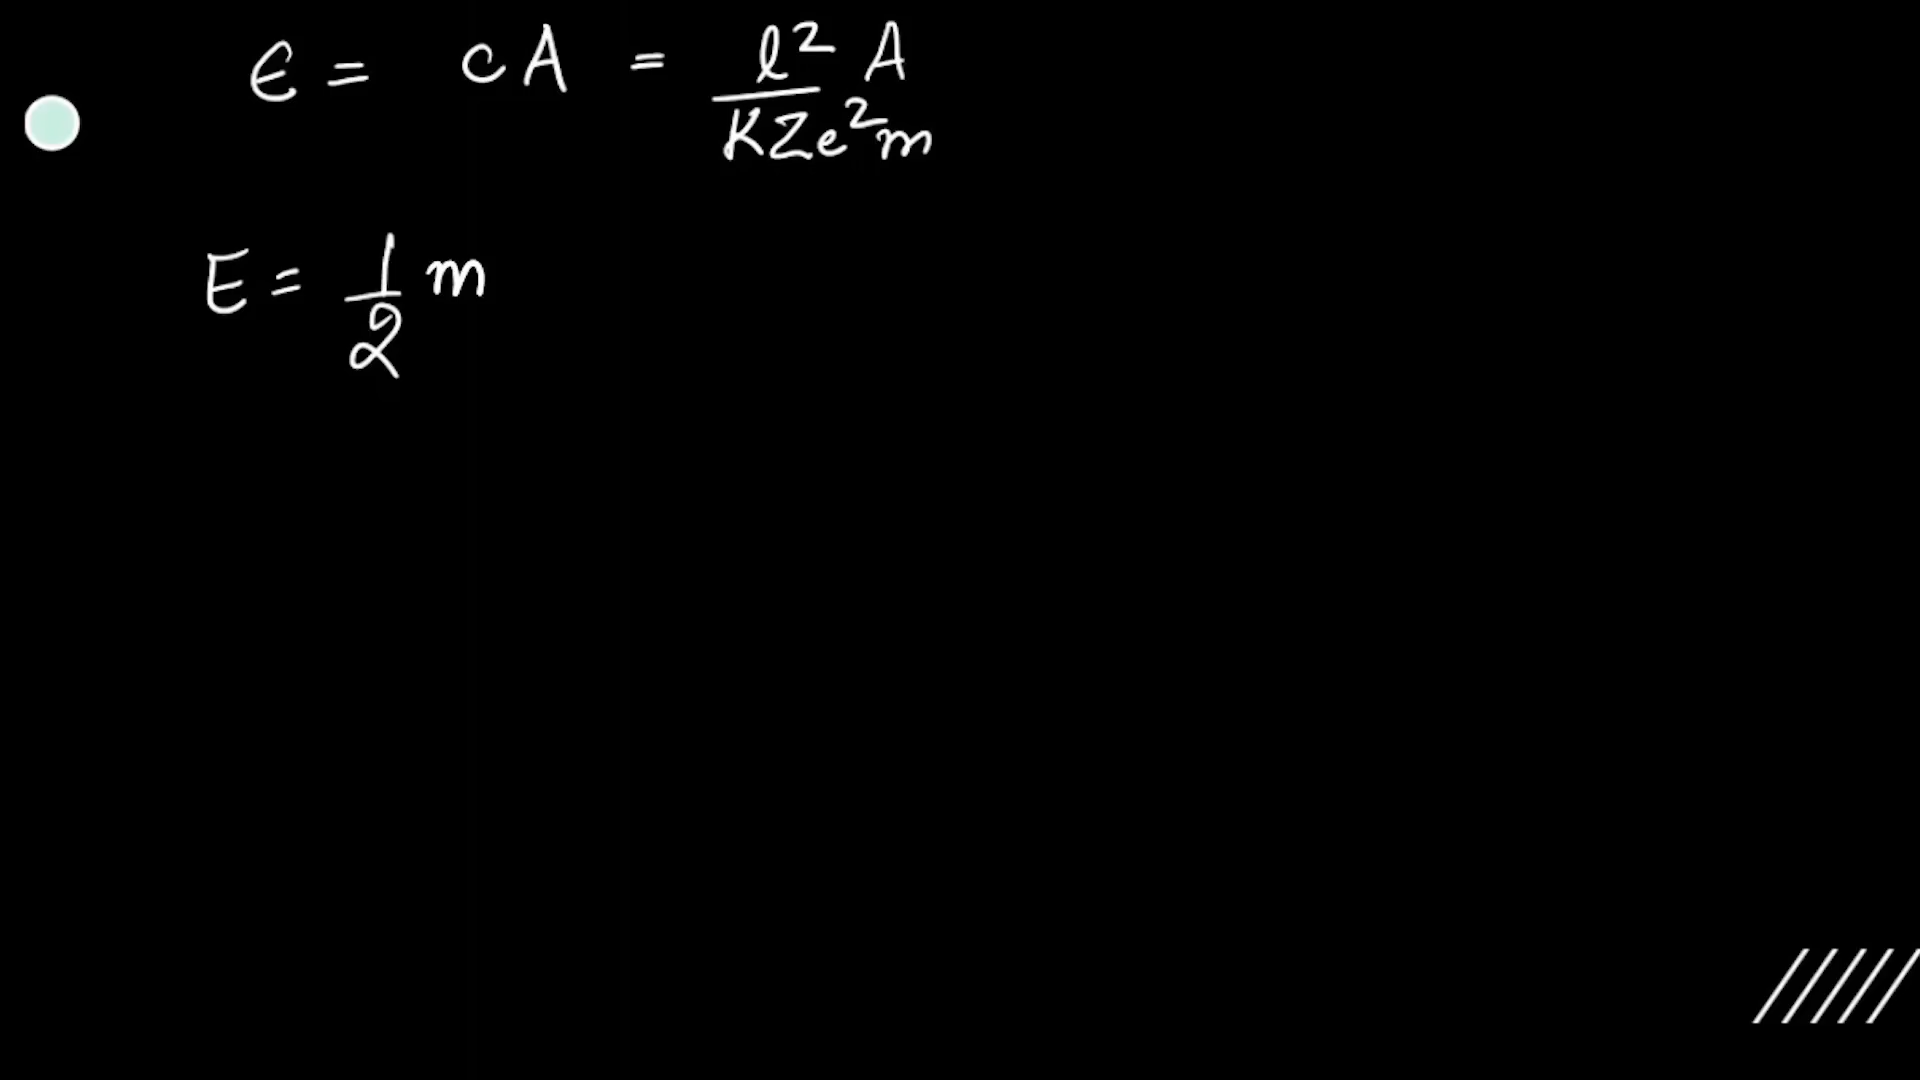 ϵ = cA = l² A / KZe²m
E = 1/2 m